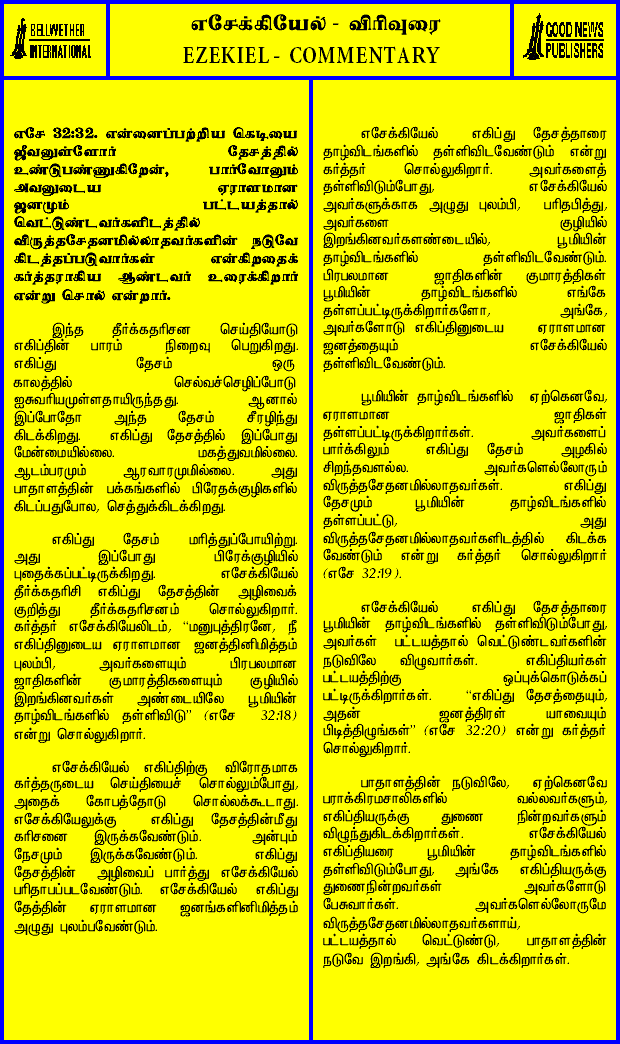 BELLWETHER
INTERNATIONAL
எசேக்கியேல் - விரிவுரை
EZEKIEL - COMMENTARY
GOOD NEWS
PUBLISHERS
எசே 32:32. என்னைப்பற்றிய கெடியை
ஜீவனுள்ளோர் தேசத்தில்
உண்டுபண்ணுகிறேன், பார்வோனும்
அவனுடைய ஏராளமான
ஜனமும் பட்டயத்தால்
வெட்டுண்டவர்களிடத்தில்
விருத்தசேதனமில்லாதவர்களின் நடுவே
கிடத்தப்படுவார்கள் என்கிறதைக்
கர்த்தராகிய ஆண்டவர் உரைக்கிறார்
என்று சொல் என்றார்.
இந்த தீர்க்கதரிசன செய்தியோடு
எகிப்தின் பாரம் நிறைவு பெறுகிறது.
எகிப்து தேசம் ஒரு
காலத்தில் செல்வச்செழிப்போடு
ஐசுவரியமுள்ளதாயிருந்தது. ஆனால்
இப்போதோ அந்த தேசம் சீரழிந்து
கிடக்கிறது. எகிப்து தேசத்தில் இப்போது
மேன்மையில்லை. மகத்துவமில்லை.
ஆடம்பரமும் ஆரவாரமுமில்லை. அது
பாதாளத்தின் பக்கங்களில் பிரேதக்குழிகளில்
கிடப்பதுபோல, செத்துக்கிடக்கிறது.
எகிப்து தேசம் மரித்துப்போயிற்று.
அது இப்போது பிரேக்குழியில்
புதைக்கப்பட்டிருக்கிறது. எசேக்கியேல்
தீர்க்கதரிசி எகிப்து தேசத்தின் அழிவைக்
குறித்து தீர்க்கதரிசனம் சொல்லுகிறார்.
கர்த்தர் எசேக்கியேலிடம், “மனுபுத்திரனே, நீ
எகிப்தினுடைய ஏராளமான ஜனத்தினிமித்தம்
புலம்பி, அவர்களையும் பிரபலமான
ஜாதிகளின் குமாரத்திகளையும் குழியில்
இறங்கினவர்கள் அண்டையிலே பூமியின்
தாழ்விடங்களில் தள்ளிவிடு” (எசே 32:18)
என்று சொல்லுகிறார்.
எசேக்கியேல் எகிப்திற்கு விரோதமாக
கர்த்தருடைய செய்தியைச் சொல்லும்போது,
அதைக் கோபத்தோடு சொல்லக்கூடாது.
எசேக்கியேலுக்கு எகிப்து தேசத்தின்மீது
கரிசனை இருக்கவேண்டும். அன்பும்
நேசமும் இருக்கவேண்டும். எகிப்து
தேசத்தின் அழிவைப் பார்த்து எசேக்கியேல்
பரிதாபப்படவேண்டும். எசேக்கியேல் எகிப்து
தேத்தின் ஏராளமான ஜனங்களினிமித்தம்
அழுது புலம்பவேண்டும்.
எசேக்கியேல் எகிப்து தேசத்தாரை
தாழ்விடங்களில் தள்ளிவிடவேண்டும் என்று
கர்த்தர் சொல்லுகிறார். அவர்களைத்
தள்ளிவிடும்போது, எசேக்கியேல்
அவர்களுக்காக அழுது புலம்பி, பரிதபித்து,
அவர்களை குழியில்
இறங்கினவர்களண்டையில், பூமியின்
தாழ்விடங்களில் தள்ளிவிடவேண்டும்.
பிரபலமான ஜாதிகளின் குமாரத்திகள்
பூமியின் தாழ்விடங்களில் எங்கே
தள்ளப்பட்டிருக்கிறார்களோ, அங்கே,
அவர்களோடு எகிப்தினுடைய ஏராளமான
ஜனத்தையும் எசேக்கியேல்
தள்ளிவிடவேண்டும்.
பூமியின் தாழ்விடங்களில் ஏற்கெனவே,
ஏராளமான ஜாதிகள்
தள்ளப்பட்டிருக்கிறார்கள். அவர்களைப்
பார்க்கிலும் எகிப்து தேசம் அழகில்
சிறந்தவளல்ல. அவர்களெல்லோரும்
விருத்தசேதனமில்லாதவர்கள். எகிப்து
தேசமும் பூமியின் தாழ்விடங்களில்
தள்ளப்பட்டு, அது
விருத்தசேதனமில்லாதவர்களிடத்தில் கிடக்க
வேண்டும் என்று கர்த்தர் சொல்லுகிறார்
(எசே 32:19).
எசேக்கியேல் எகிப்து தேசத்தாரை
பூமியின் தாழ்விடங்களில் தள்ளிவிடும்போது,
அவர்கள் பட்டயத்தால் வெட்டுண்டவர்களின்
நடுவிலே விழுவார்கள். எகிப்தியர்கள்
பட்டயத்திற்கு ஒப்புக்கொடுக்கப்
பட்டிருக்கிறார்கள். “எகிப்து தேசத்தையும்,
அதன் ஜனத்திரள் யாவையும்
பிடித்திழுங்கள்” (எசே 32:20) என்று கர்த்தர்
சொல்லுகிறார்.
பாதாளத்தின் நடுவிலே, ஏற்கெனவே
பராக்கிரமசாலிகளில் வல்லவர்களும்,
எகிப்தியருக்கு துணை நின்றவர்களும்
விழுந்துகிடக்கிறார்கள். எசேக்கியேல்
எகிப்தியரை பூமியின் தாழ்விடங்களில்
தள்ளிவிடும்போது, அங்கே எகிப்தியருக்கு
துணைநின்றவர்கள் அவர்களோடு
பேசுவார்கள். அவர்களெல்லோருமே
விருத்தசேதனமில்லாதவர்களாய்,
பட்டயத்தால் வெட்டுண்டு, பாதாளத்தின்
நடுவே இறங்கி, அங்கே கிடக்கிறார்கள்.